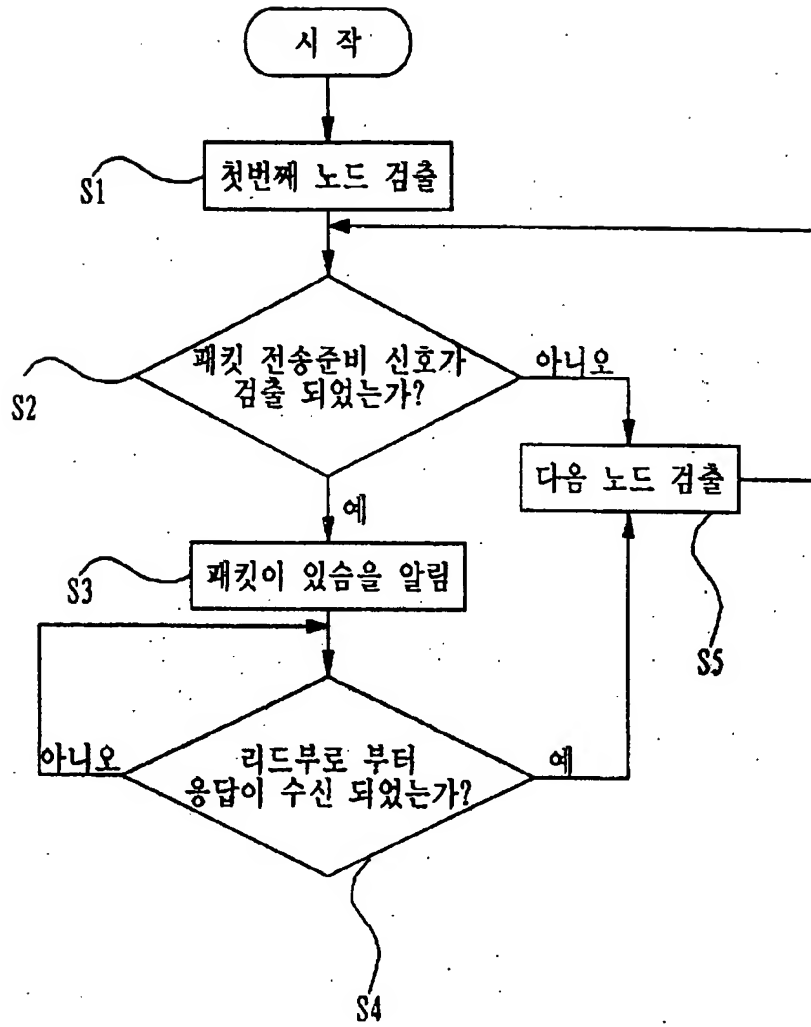 시 작
S1
첫번째 노드 검출
S2
패킷 전송준비 신호가
검출 되었는가?
아니오
다음 노드 검출
예
S3
패킷이 있슴을 알림
S5
아니오
리드부로 부터
응답이 수신 되었는가?
예
S4